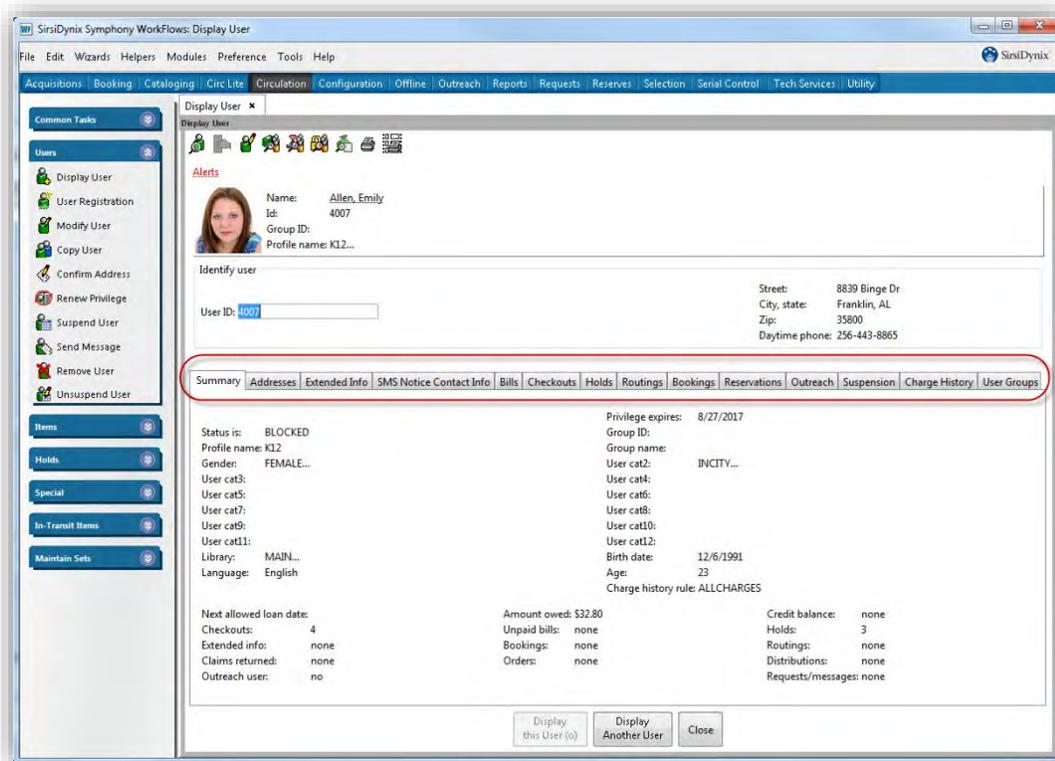 WF SirsiDynix Symphony WorkFlows: Display User
File Edit Wizards Helpers Modules Preference Tools Help
SirsiDynix
Acquisitions Booking Cataloging Circ Lite Circulation Configuration Offline Outreach Reports Requests Reserves Selection Serial Control Tech Services Utility
Common Tasks
Users
Display User
User Registration
Modify User
Copy User
Confirm Address
Renew Privilege
Suspend User
Send Message
Remove User
Unsuspend User
Items
Holds
Special
In-Transit Items
Maintain Sets
Display User ×
Display User
Alerts
Name: Allen, Emily
Id: 4007
Group ID:
Profile name: K12...
Identify user
User ID: 4007
Street: 8839 Binge Dr
City, state: Franklin, AL
Zip: 35800
Daytime phone: 256-443-8865
Summary Addresses Extended Info SMS Notice Contact Info Bills Checkouts Holds Routings Bookings Reservations Outreach Suspension Charge History User Groups
Privilege expires: 8/27/2017
Status is: BLOCKED Group ID:
Profile name: K12 Group name:
Gender: FEMALE... User cat2: INCITY...
User cat3: User cat4:
User cat5: User cat6:
User cat7: User cat8:
User cat9: User cat10:
User cat11: User cat12:
Library: MAIN... Birth date: 12/6/1991
Language: English Age: 23
Charge history rule: ALLCHARGES
Next allowed loan date: Amount owed: $32.80 Credit balance: none
Checkouts: 4 Unpaid bills: none Holds: 3
Extended info: none Bookings: none Routings: none
Claims returned: none Orders: none Distributions: none
Outreach user: no Requests/messages: none
Display this User (o)
Display Another User
Close